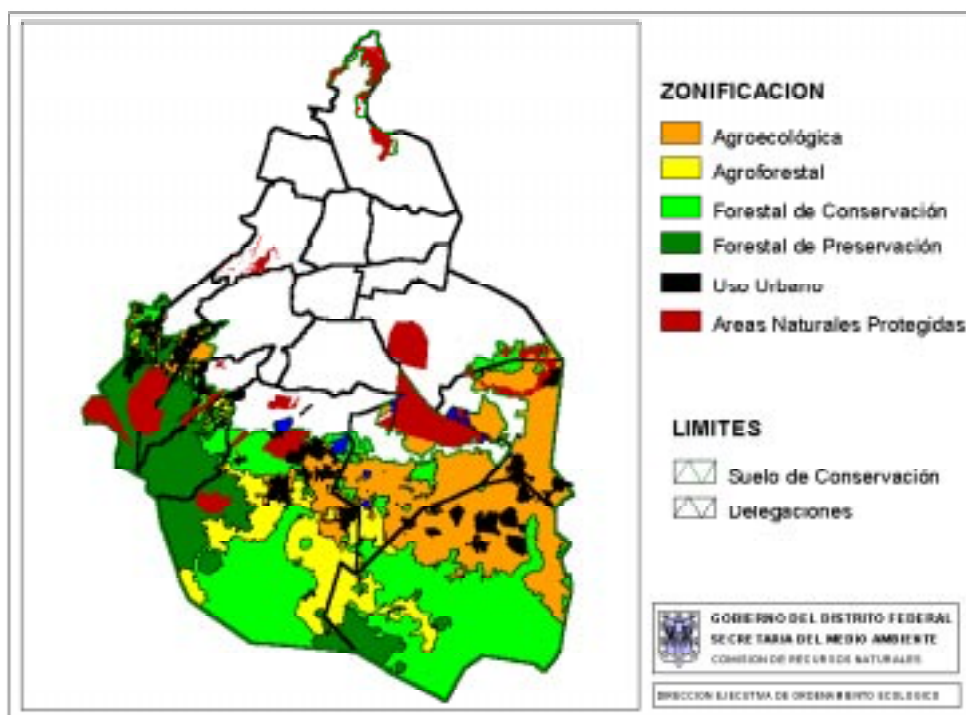 ZONIFICACION
Agroecológica
Agroforestal
Forestal de Conservación
Forestal de Preservación
Uso Urbano
Areas Naturales Protegidas
LIMITES
Suelo de Conservación
Delegaciones
GOBIERNO DEL DISTRITO FEDERAL
SECRETARIA DEL MEDIO AMBIENTE
COMISION DE RECURSOS NATURALES
DIRECCION EJECUTIVA DE ORDENAMIENTO ECOLOGICO